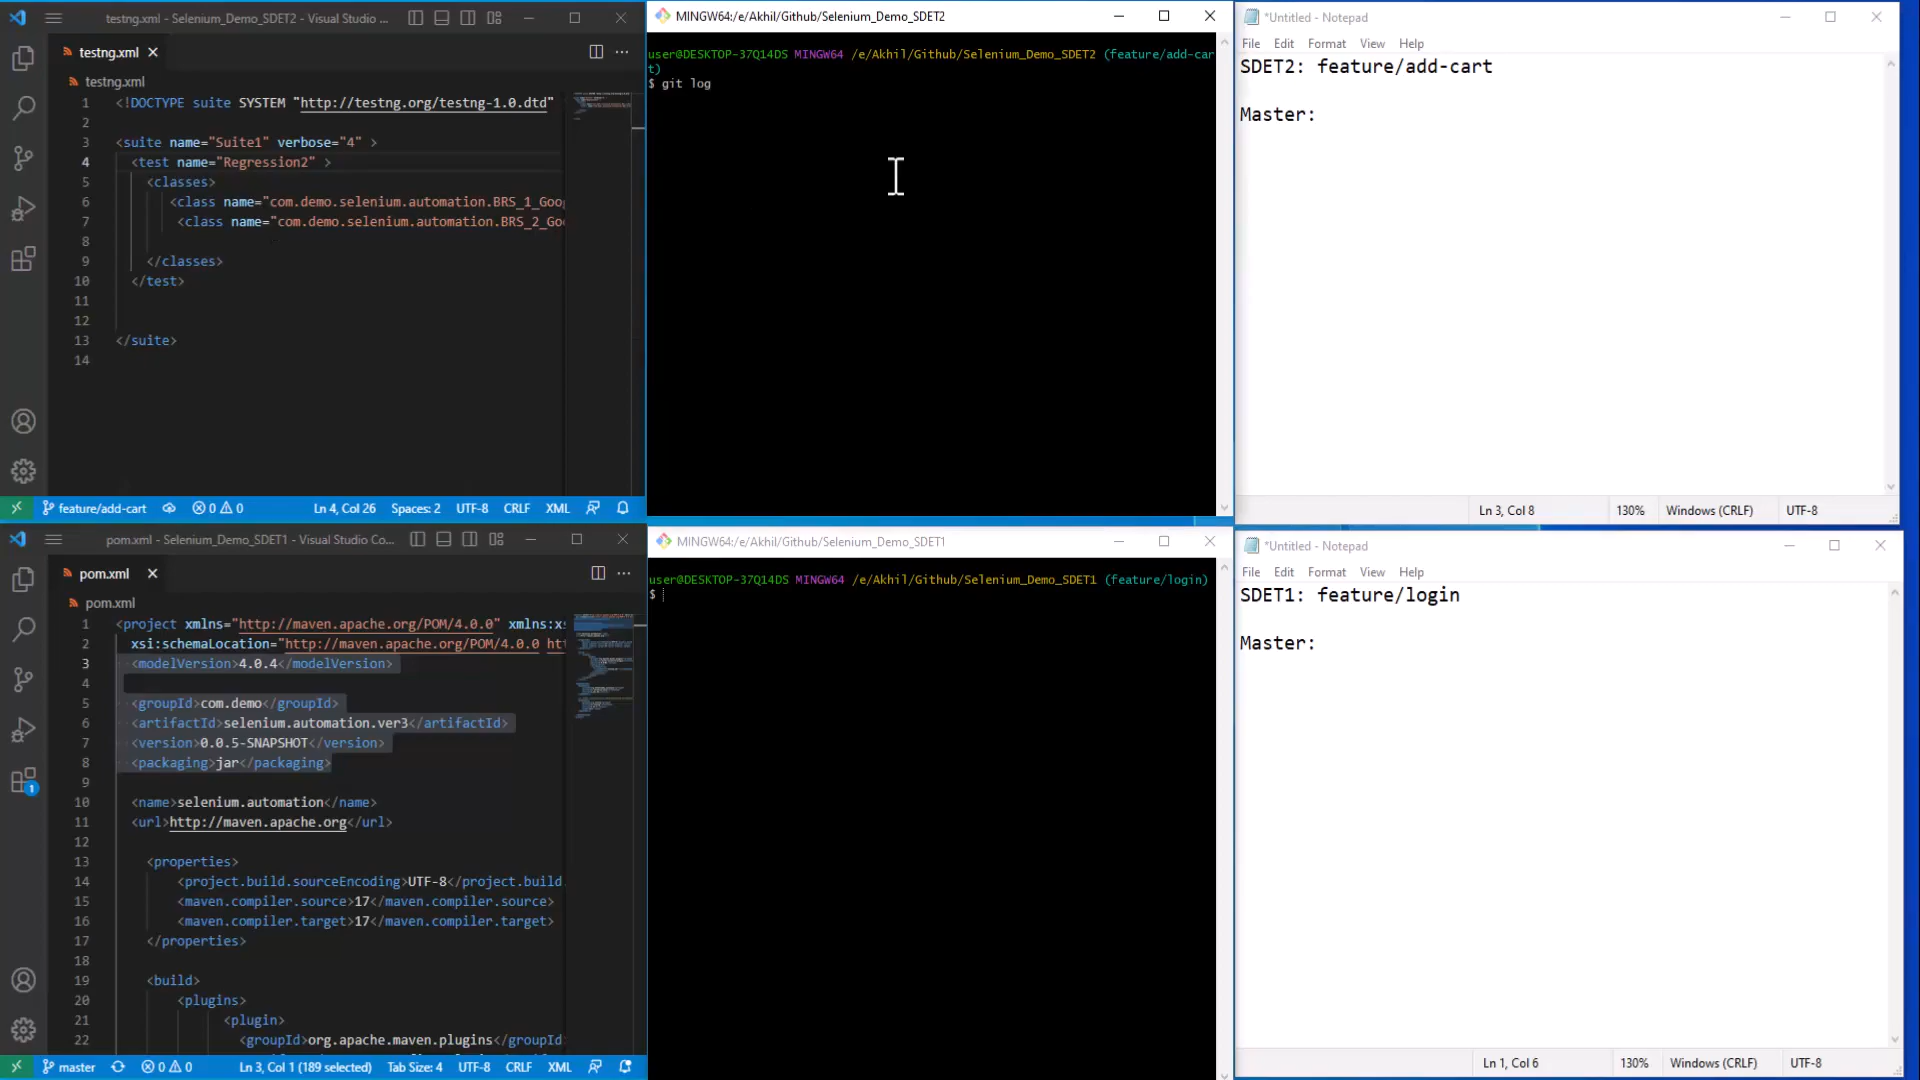 testng.xml - Selenium_Demo_SDET2 - Visual Studio ...
testng.xml
testng.xml
1 <!DOCTYPE suite SYSTEM "http://testng.org/testng-1.0.dtd"
2
3 <suite name="Suite1" verbose="4" >
4 <test name="Regression2" >
5 <classes>
6 <class name="com.demo.selenium.automation.BRS_1_Goo
7 <class name="com.demo.selenium.automation.BRS_2_Go
8
9 </classes>
10 </test>
11
12
13 </suite>
14
feature/add-cart 0 0 Ln 4, Col 26 Spaces: 2 UTF-8 CRLF XML
MINGW64:/e/Akhil/Github/Selenium_Demo_SDET2
user@DESKTOP-37Q14DS MINGW64 /e/Akhil/Github/Selenium_Demo_SDET2 (feature/add-car
t)
$ git log
*Untitled - Notepad
File Edit Format View Help
SDET2: feature/add-cart
Master:
Ln 3, Col 8 130% Windows (CRLF) UTF-8
pom.xml - Selenium_Demo_SDET1 - Visual Studio Co...
pom.xml
pom.xml
1 <project xmlns="http://maven.apache.org/POM/4.0.0" xmlns:xs
2 xsi:schemaLocation="http://maven.apache.org/POM/4.0.0 htt
3 <modelVersion>4.0.4</modelVersion>
4
5 <groupId>com.demo</groupId>
6 <artifactId>selenium.automation.ver3</artifactId>
7 <version>0.0.5-SNAPSHOT</version>
8 <packaging>jar</packaging>
9
10 <name>selenium.automation</name>
11 <url>http://maven.apache.org</url>
12
13 <properties>
14 <project.build.sourceEncoding>UTF-8</project.build.
15 <maven.compiler.source>17</maven.compiler.source>
16 <maven.compiler.target>17</maven.compiler.target>
17 </properties>
18
19 <build>
20 <plugins>
21 <plugin>
22 <groupId>org.apache.maven.plugins</groupId
1
master 0 0 Ln 3, Col 1 (189 selected) Tab Size: 4 UTF-8 CRLF XML
MINGW64:/e/Akhil/Github/Selenium_Demo_SDET1
user@DESKTOP-37Q14DS MINGW64 /e/Akhil/Github/Selenium_Demo_SDET1 (feature/login)
$
*Untitled - Notepad
File Edit Format View Help
SDET1: feature/login
Master:
Ln 1, Col 6 130% Windows (CRLF) UTF-8